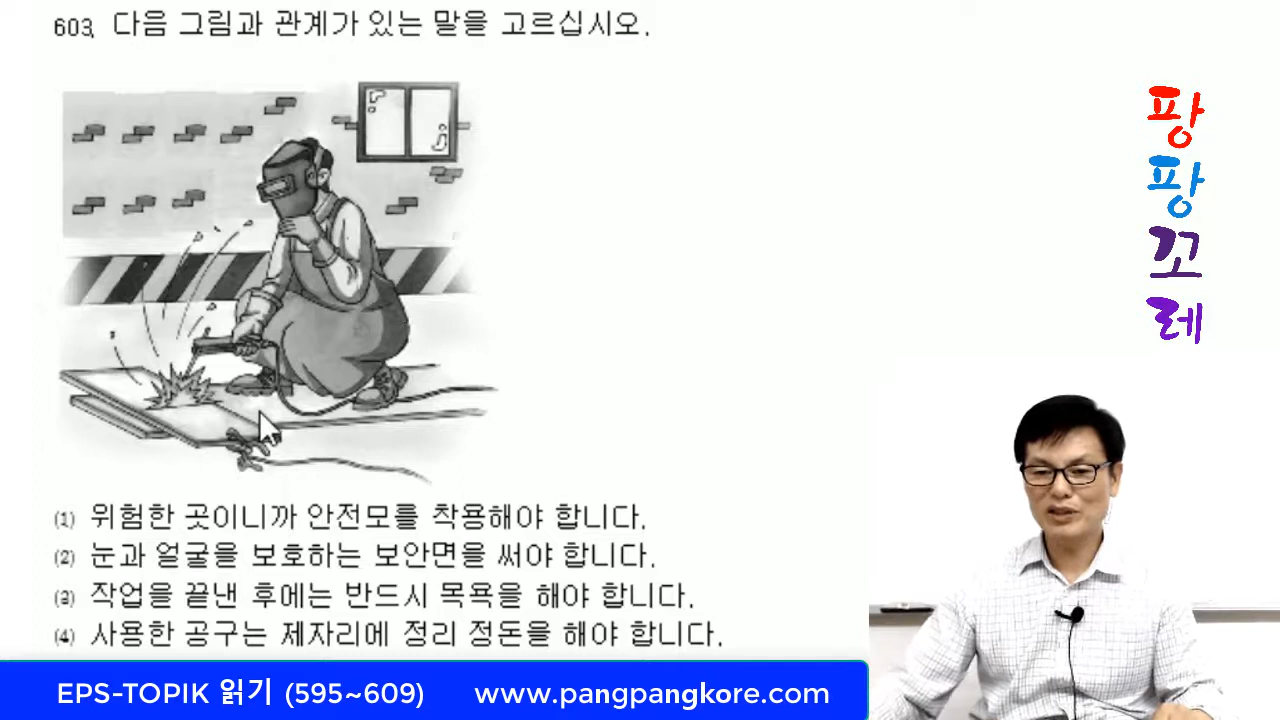 603. 다음 그림과 관계가 있는 말을 고르십시오.
팡
팡
꼬
레
(1) 위험한 곳이니까 안전모를 착용해야 합니다.
(2) 눈과 얼굴을 보호하는 보안면을 써야 합니다.
(3) 작업을 끝낸 후에는 반드시 목욕을 해야 합니다.
(4) 사용한 공구는 제자리에 정리 정돈을 해야 합니다.
EPS-TOPIK 읽기 (595~609) www.pangpangkore.com